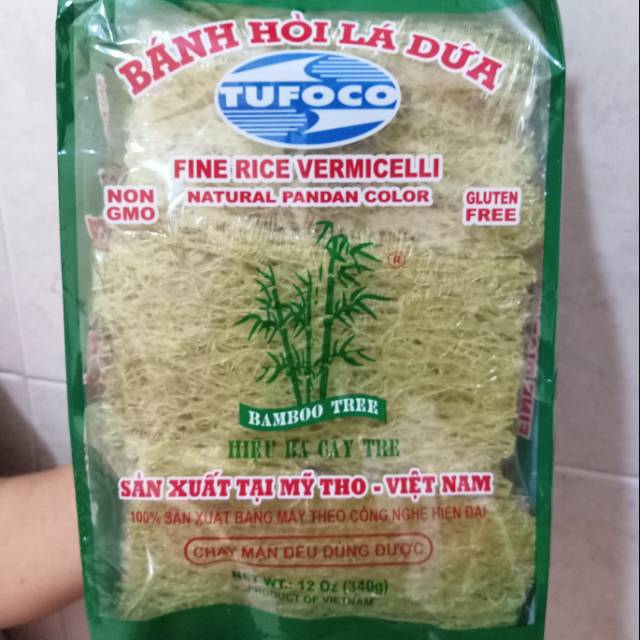 BÁNH HỎI LÁ DỨA
TUFOCO
FINE RICE VERMICELLI
NATURAL PANDAN COLOR
NON
GMO
GLUTEN
FREE
®
BAMBOO TREE
HIỆU BA CÂY TRE
SẢN XUẤT TẠI MỸ THO - VIỆT NAM
100% SẢN XUẤT BẰNG MÁY THEO CÔNG NGHỆ HIỆN ĐẠI
CHAY MẶN ĐỀU DÙNG ĐƯỢC
NET WT.: 12 Oz (340g)
PRODUCT OF VIETNAM